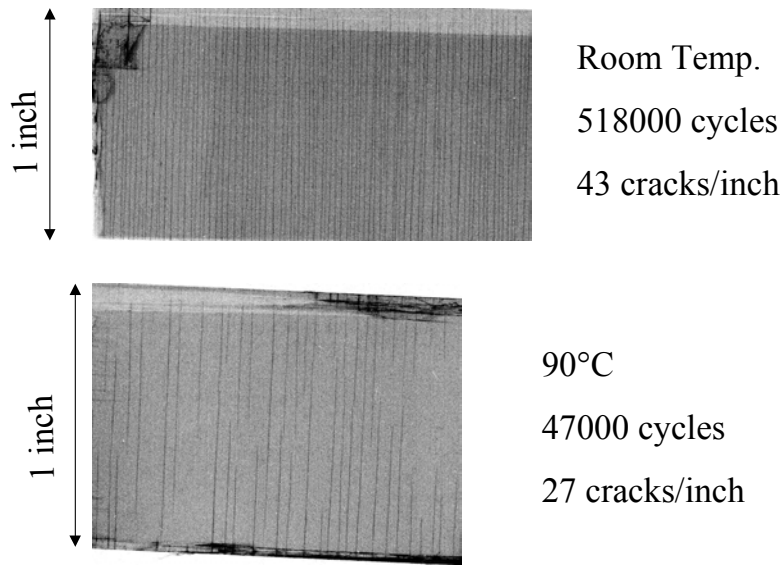 1 inch
Room Temp.
518000 cycles
43 cracks/inch
1 inch
90°C
47000 cycles
27 cracks/inch